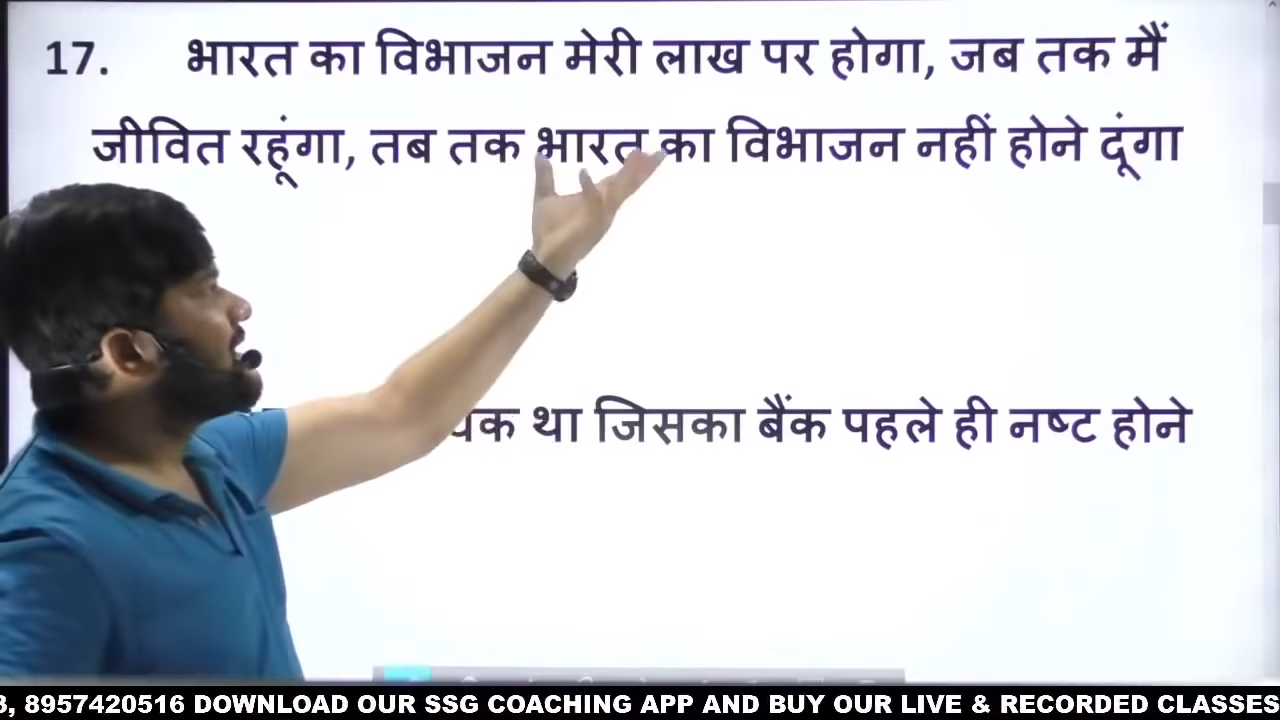 17. भारत का विभाजन मेरी लाख पर होगा, जब तक मैं
जीवित रहूंगा, तब तक भारत का विभाजन नहीं होने दूंगा
था जिसका बैंक पहले ही नष्ट होने
8957420516 DOWNLOAD OUR SSG COACHING APP AND BUY OUR LIVE & RECORDED CLASSES